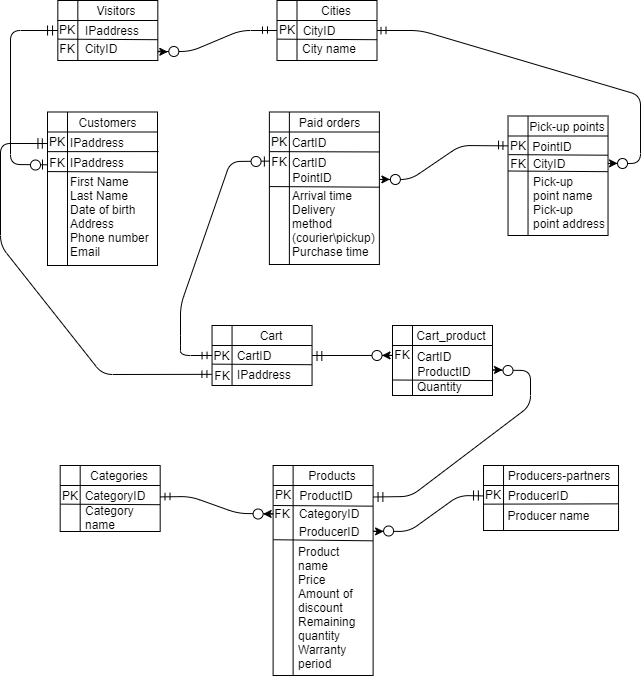 Visitors
PK IPaddress
FK CityID
Cities
PK CityID
City name
Customers
PK IPaddress
FK IPaddress
First Name
Last Name
Date of birth
Address
Phone number
Email
Paid orders
PK CartID
FK CartID
PointID
Arrival time
Delivery
method
(courier\pickup)
Purchase time
Pick-up points
PK PointID
FK CityID
Pick-up
point name
Pick-up
point address
Cart
PK CartID
FK IPaddress
Cart_product
FK CartID
ProductID
Quantity
Categories
PK CategoryID
Category
name
Products
PK ProductID
FK CategoryID
ProducerID
Product
name
Price
Amount of
discount
Remaining
quantity
Warranty
period
Producers-partners
PK ProducerID
Producer name